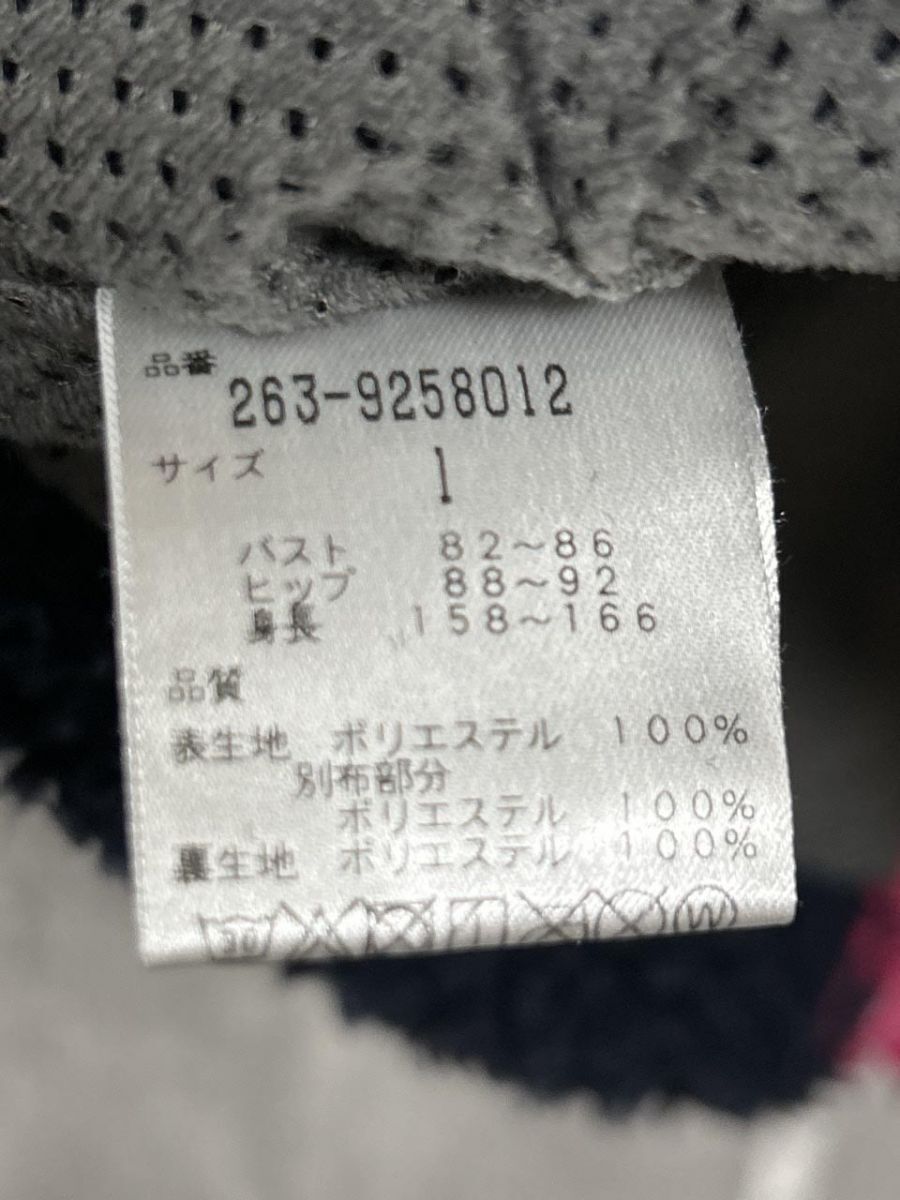 品番
263-9258012
サイズ 1
バスト 82~86
ヒップ 88~92
身長 158~166
品質
表生地 ポリエステル 100%
別布部分
ポリエステル 100%
裏生地 ポリエステル 100%
30 W